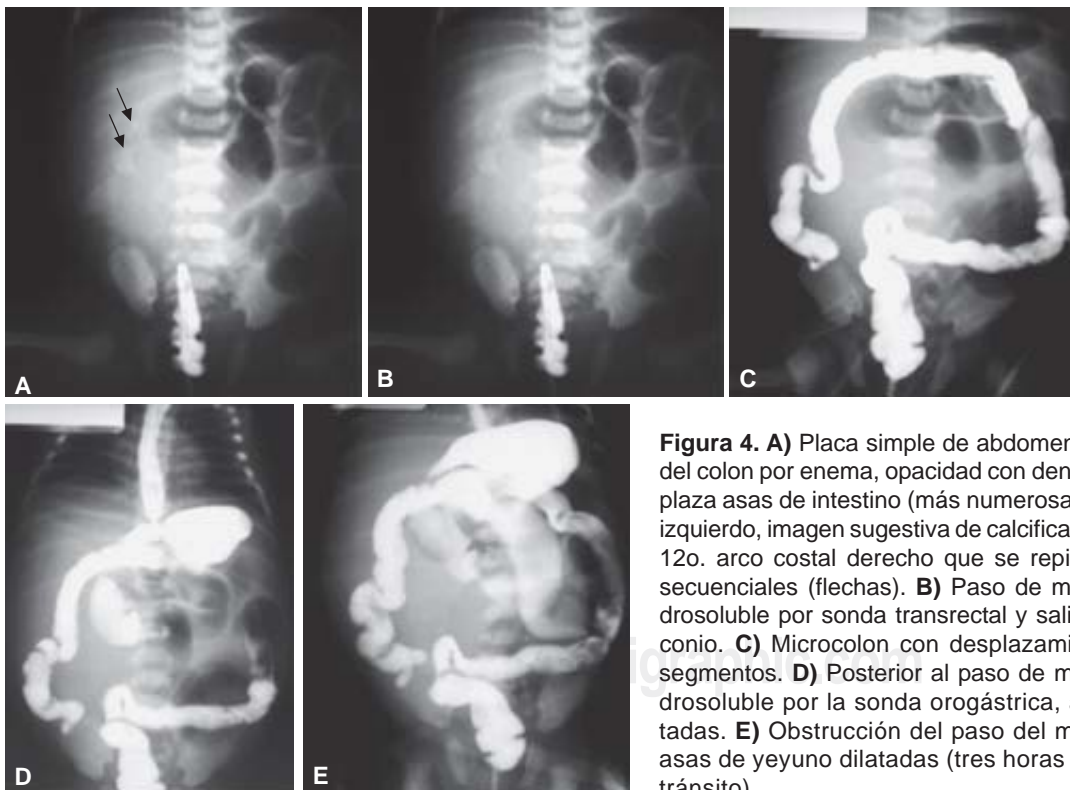 A
B
C
D
E
Figura 4. A) Placa simple de abdomen
del colon por enema, opacidad con den
plaza asas de intestino (más numerosa
izquierdo, imagen sugestiva de calcifica
12o. arco costal derecho que se repi
secuenciales (flechas). B) Paso de m
drosoluble por sonda transrectal y sali
conio. C) Microcolon con desplazami
segmentos. D) Posterior al paso de m
drosoluble por la sonda orogástrica,
tadas. E) Obstrucción del paso del m
asas de yeyuno dilatadas (tres horas
tránsito)
igraphic.com